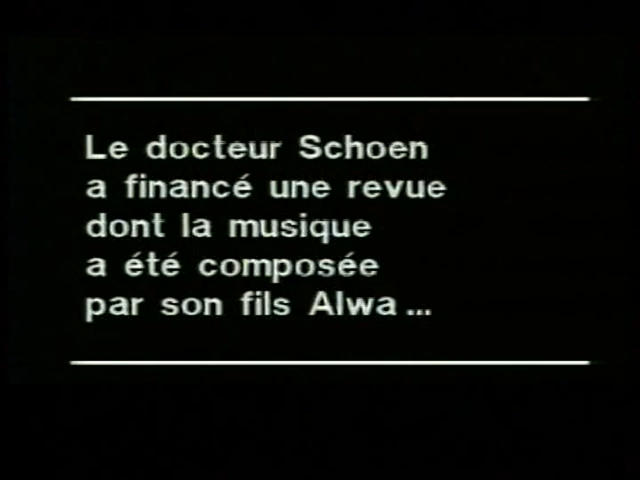 Le docteur Schoen
a financé une revue
dont la musique
a été composée
par son fils Alwa ...